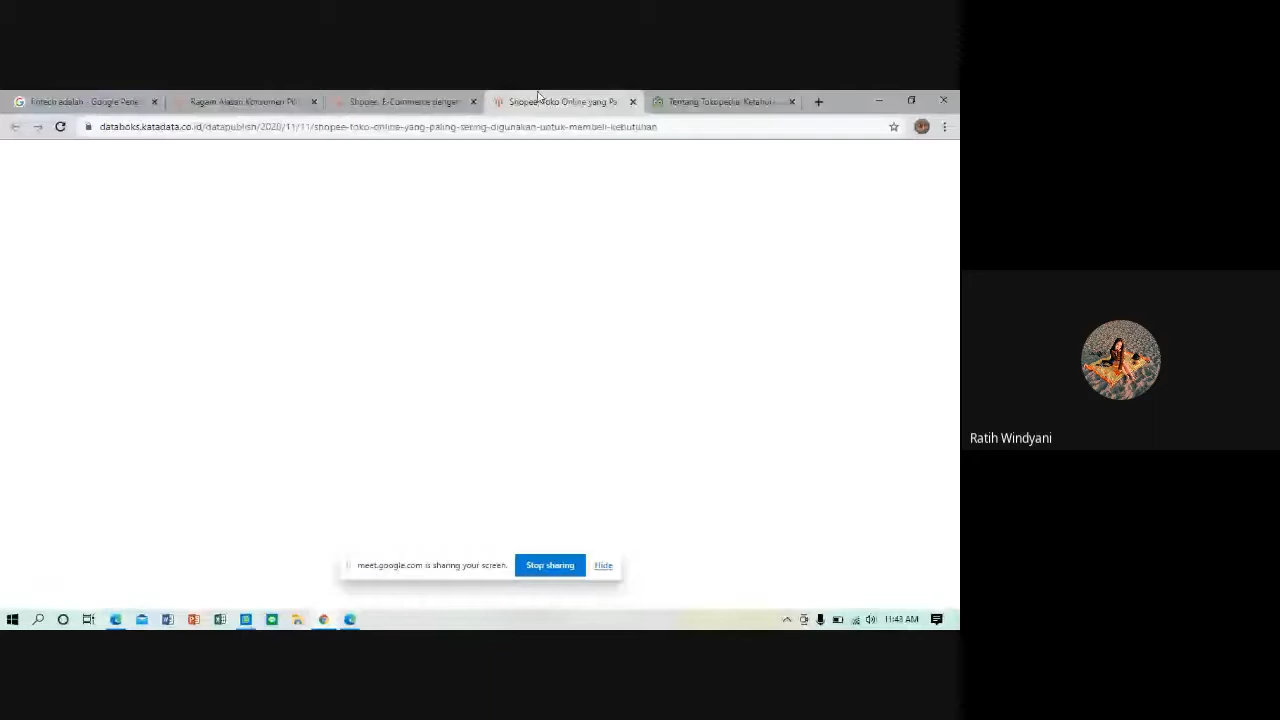 Fintech adalah - Google Pene
Ragam Alasan Konsumen Pili
Shopee, E-Commerce dengan
Shopee Toko Online yang Pa
Tentang Tokopedia: Ketahui
databoks.katadata.co.id/datapublish/2020/11/11/shopee-toko-online-yang-paling-sering-digunakan-untuk-membeli-kebutuhan
Ratih Windyani
meet.google.com is sharing your screen.
Stop sharing
Hide
11:43 AM